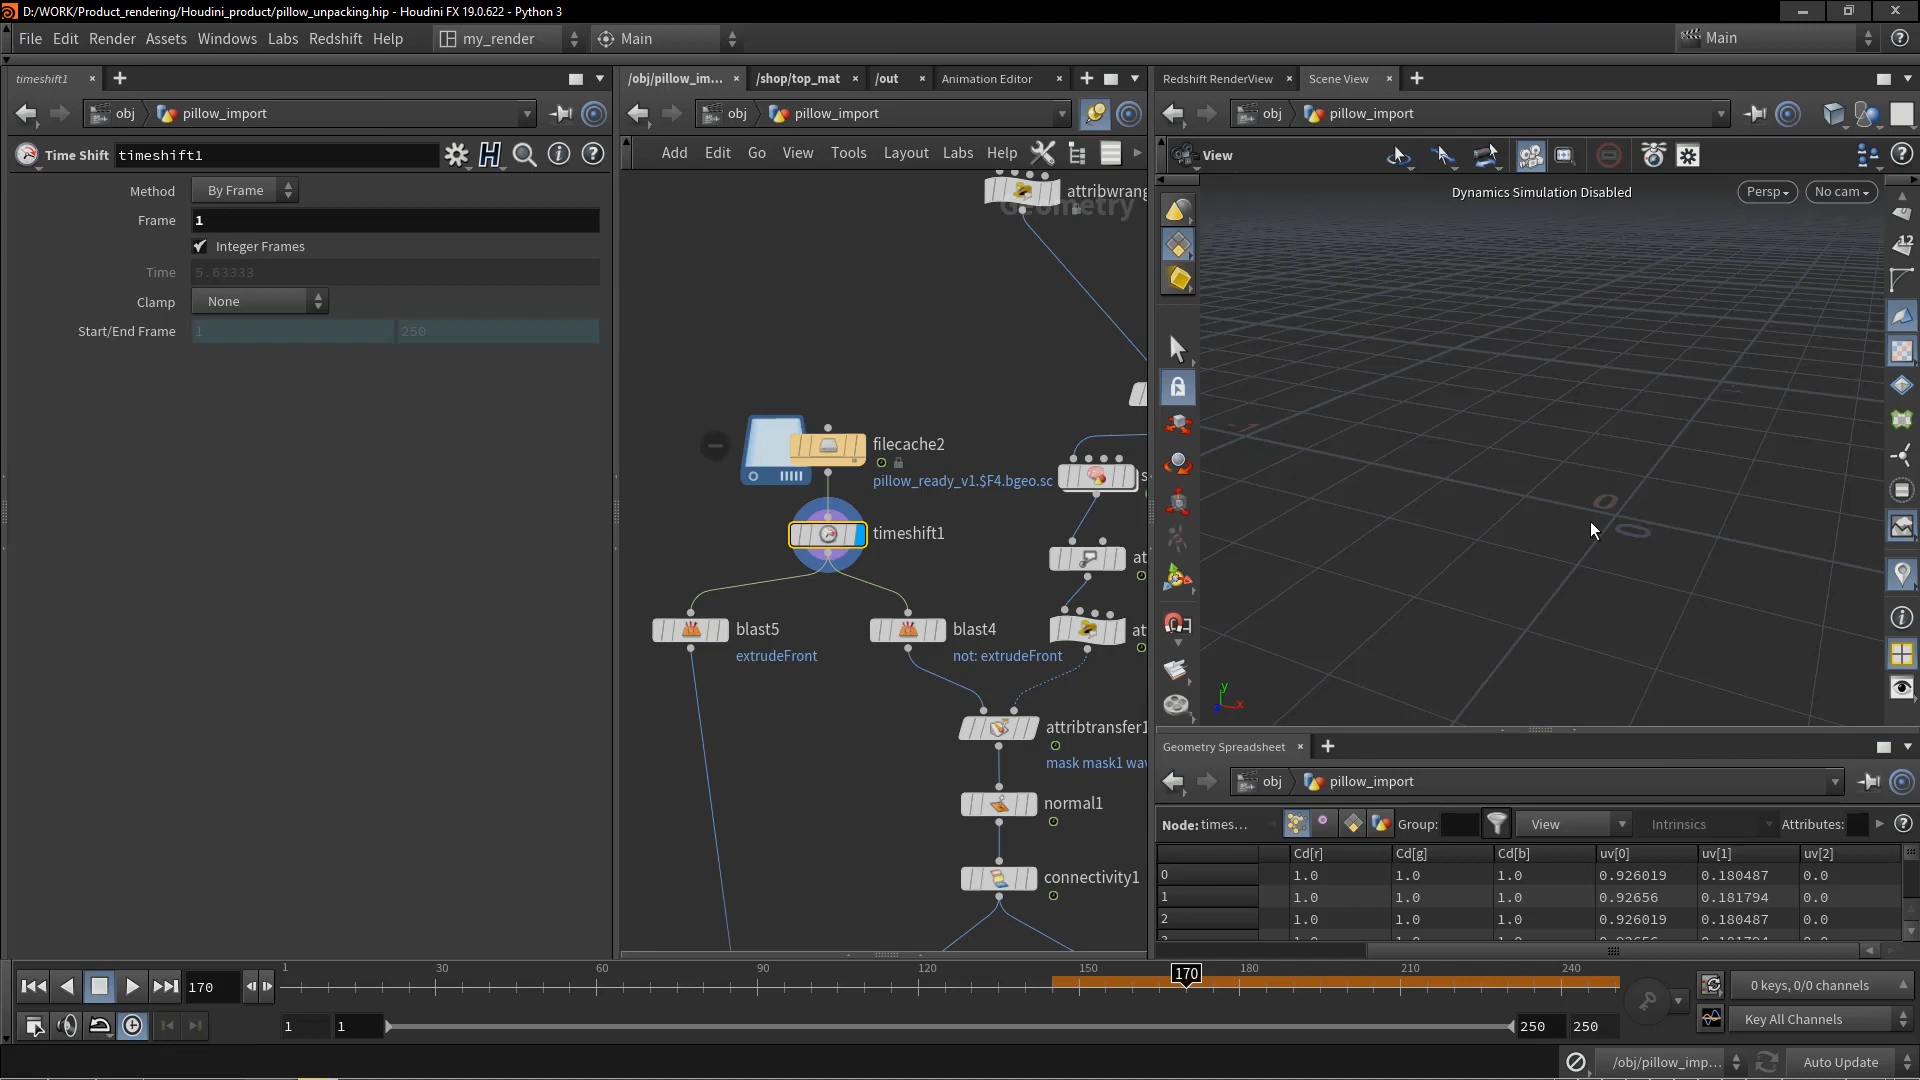 D:/WORK/Product_rendering/Houdini_product/pillow_unpacking.hip - Houdini FX 19.0.622 - Python 3
File Edit Render Assets Windows Labs Redshift Help my_render Main Main
timeshift1
obj pillow_import
Time Shift timeshift1
Method By Frame
Frame 1
Integer Frames
Time 5.63333
Clamp None
Start/End Frame 1 250
/obj/pillow_im... /shop/top_mat /out Animation Editor
obj pillow_import
Add Edit Go View Tools Layout Labs Help
Geometry
attribwrang
filecache2
pillow_ready_v1.$F4.bgeo.sc
s
timeshift1
at
blast5
extrudeFront
blast4
not: extrudeFront
at
attribtransfer1
mask mask1 wav
normal1
connectivity1
Redshift RenderView Scene View
obj pillow_import
View
Dynamics Simulation Disabled
Persp No cam
12
y
x
z
Geometry Spreadsheet
obj pillow_import
Node: times... Group: View Intrinsics Attributes:
Cd[r] Cd[g] Cd[b] uv[0] uv[1] uv[2]
0 1.0 1.0 1.0 0.926019 0.180487 0.0
1 1.0 1.0 1.0 0.92656 0.181794 0.0
2 1.0 1.0 1.0 0.926019 0.180487 0.0
170
1 30 60 90 120 150 170 180 210 240
0 keys, 0/0 channels
1 1 250 250
Key All Channels
/obj/pillow_imp... Auto Update